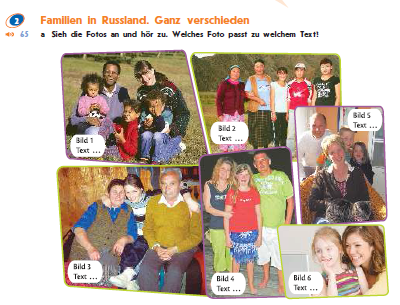 2 Familien in Russland. Ganz verschieden
65 a Sieh die Fotos an und hör zu. Welches Foto passt zu welchem Text!
Bild 1
Text ...
Bild 2
Text ...
Bild 5
Text ...
Bild 3
Text ...
Bild 4
Text ...
Bild 6
Text ...